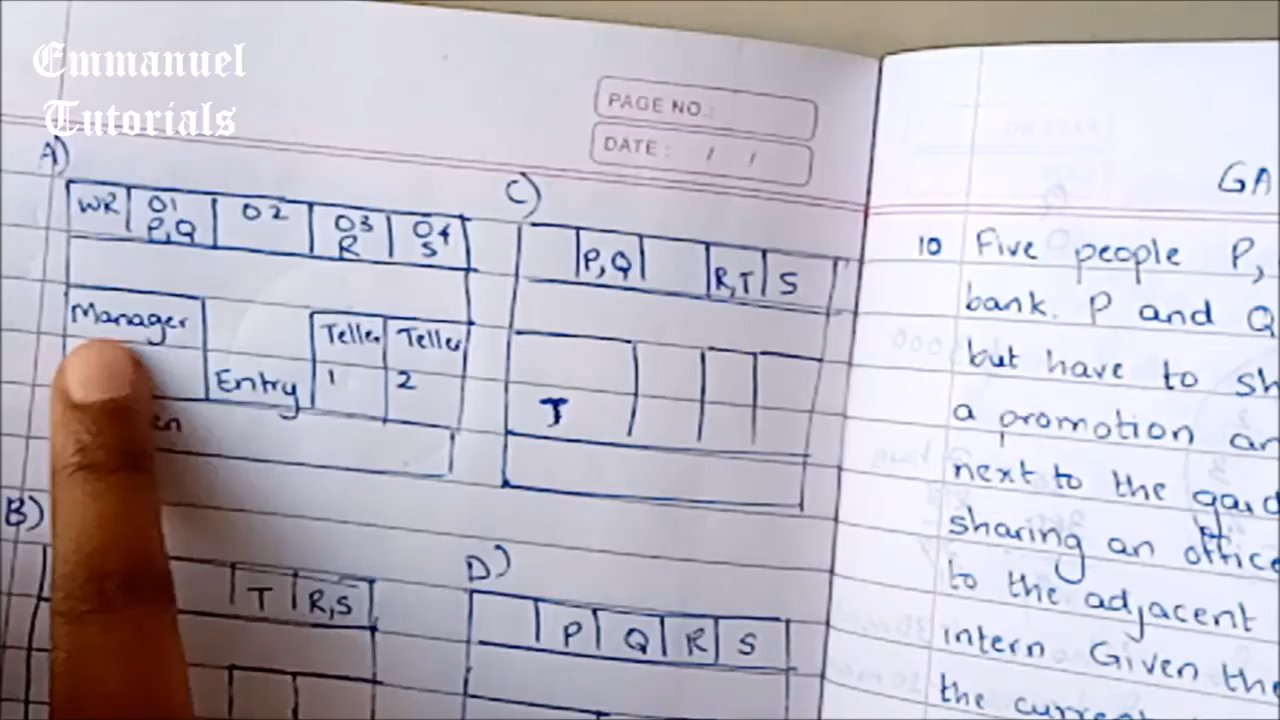 Emmanuel
Tutorials
PAGE NO.:
DATE : / /
A)
WR 01 02 03 04
P,Q R S
Manager
Entry
Teller Teller
1 2
C)
P,Q R,T S
T
B)
T R,S
D)
P Q R S
GA
10 Five people P,
bank. P and Q
but have to sh
a promotion an
next to the gard
sharing an office
to the adjacent
intern. Given the
the current